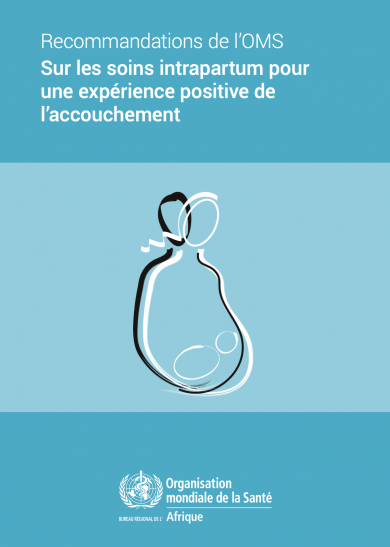 Recommandations de l’OMS
Sur les soins intrapartum pour
une expérience positive de
l’accouchement
Organisation
mondiale de la Santé
BUREAU RÉGIONAL DE L’ Afrique